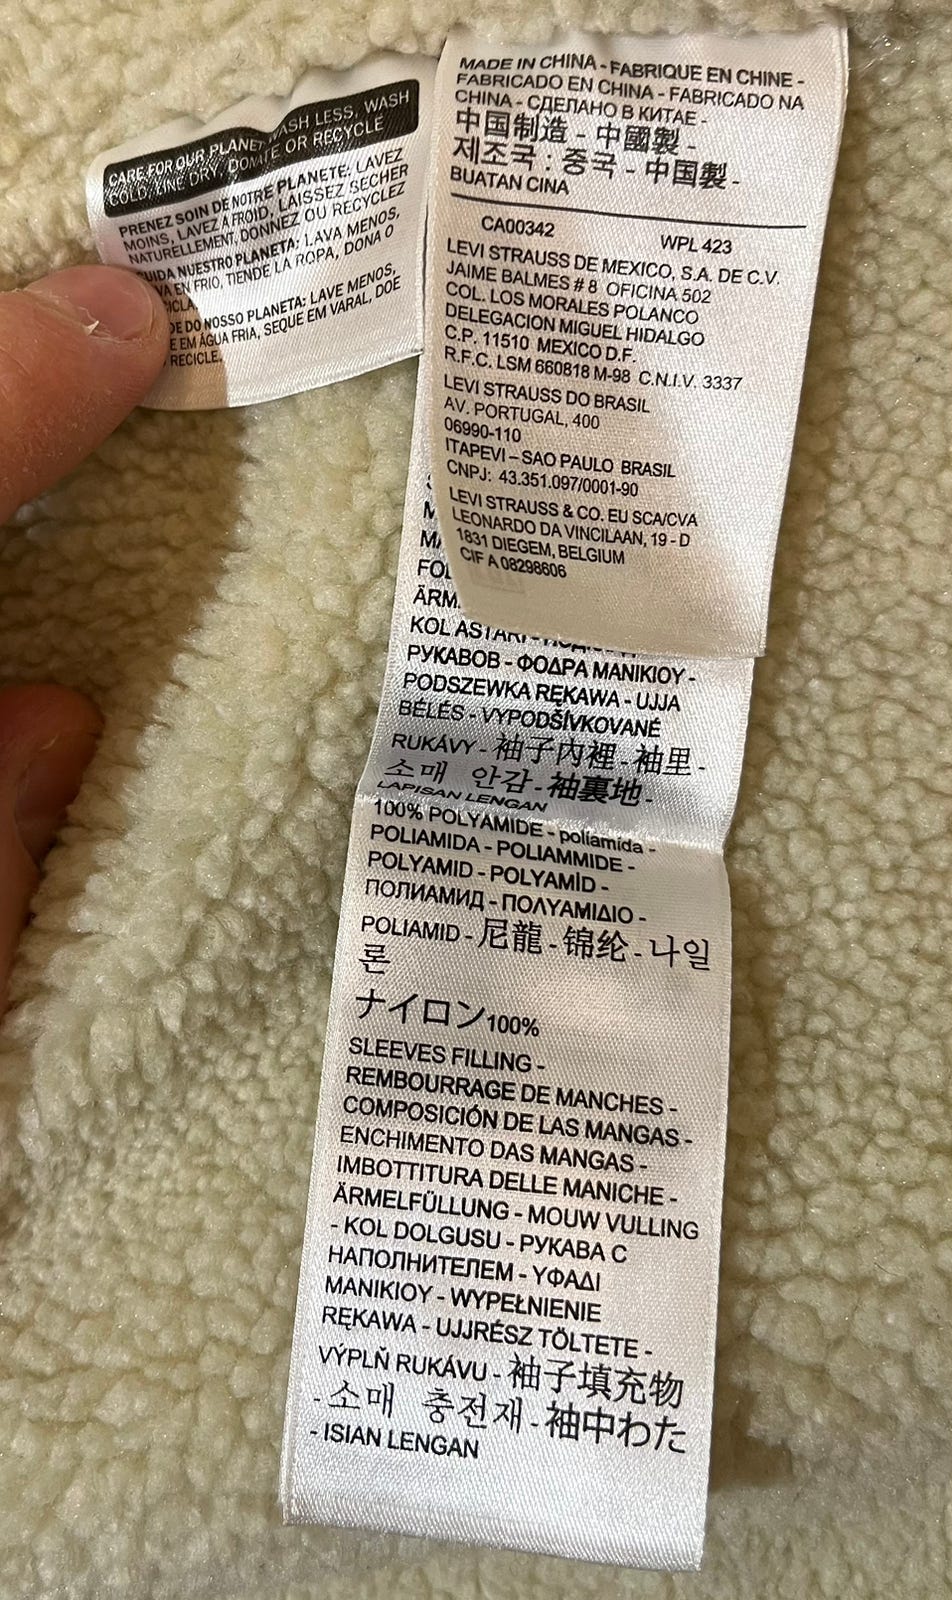 CARE FOR OUR PLANET WASH LESS, WASH
COLD, LINE DRY, DONATE OR RECYCLE
PRENEZ SOIN DE NOTRE PLANETE: LAVEZ
MOINS, LAVEZ A FROID, LAISSEZ SECHER
NATURELLEMENT, DONNEZ OU RECYCLEZ
NUESTRO PLANETA: LAVA MENOS,
EN FRIO, TIENDE LA ROPA, DONA O
DO NOSSO PLANETA: LAVE MENOS,
E EM ÁGUA FRIA, SEQUE EM VARAL, DOE
RECICLE.
MADE IN CHINA - FABRIQUE EN CHINE -
FABRICADO EN CHINA - FABRICADO NA
CHINA - СДЕЛАНО В КИТАЕ -
中国制造 - 中國製 -
제조국 : 중국 - 中国製 -
BUATAN CINA
CA00342 WPL 423
LEVI STRAUSS DE MEXICO, S.A. DE C.V.
JAIME BALMES # 8 OFICINA 502
COL. LOS MORALES POLANCO
DELEGACION MIGUEL HIDALGO
C.P. 11510 MEXICO D.F.
R.F.C. LSM 660818 M-98 C.N.I.V. 3337
LEVI STRAUSS DO BRASIL
AV. PORTUGAL, 400
06990-110
ITAPEVI – SAO PAULO BRASIL
CNPJ: 43.351.097/0001-90
LEVI STRAUSS & CO. EU SCA/CVA
LEONARDO DA VINCILAAN, 19 - D
1831 DIEGEM, BELGIUM
CIF A 08298606
KOL ASTARI -
РУКАВОВ - ΦΟΔΡΑ ΜΑΝΙΚΙΟΥ -
PODSZEWKA RĘKAWA - UJJA
BÉLÉS - VYPODŠÍVKOVANÉ
RUKÁVY - 袖子內裡 - 袖里 -
소매 안감 - 袖裏地 -
LAPISAN LENGAN
100% POLYAMIDE - poliamida -
POLIAMIDA - POLIAMMIDE -
POLYAMID - POLYAMİD -
ПОЛИАМИД - ΠΟΛΥΑΜΙΔΙΟ -
POLIAMID - 尼龍 - 锦纶 - 나일
론
ナイロン100%
SLEEVES FILLING -
REMBOURRAGE DE MANCHES -
COMPOSICIÓN DE LAS MANGAS -
ENCHIMENTO DAS MANGAS -
IMBOTTITURA DELLE MANICHE -
ÄRMELFÜLLUNG - MOUW VULLING
- KOL DOLGUSU - РУКАВА С
НАПОЛНИТЕЛЕМ - ΥΦΑΔΙ
ΜΑΝΙΚΙΟΥ - WYPEŁNIENIE
RĘKAWA - UJJRÉSZ TÖLTETE -
VÝPLŇ RUKÁVU - 袖子填充物
- 소매 충전재 - 袖中わた
- ISIAN LENGAN